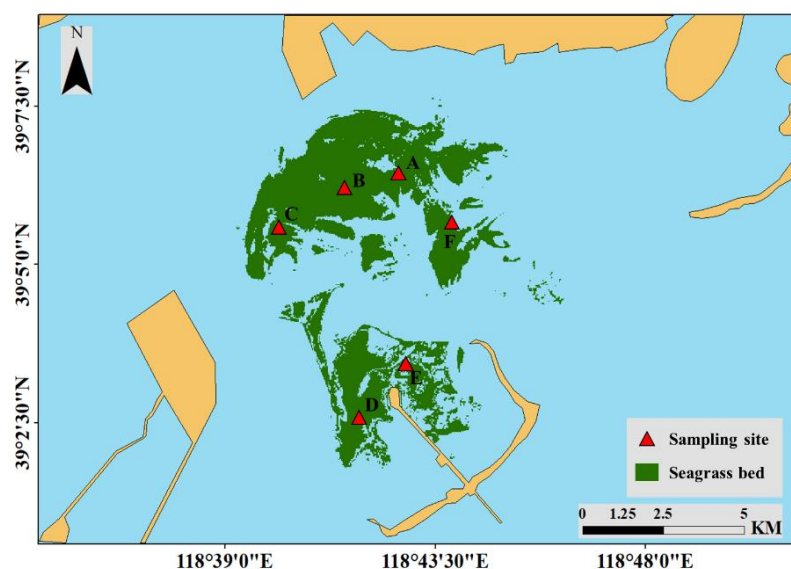 N
39°7'30"N
A
B
C
F
39°5'0"N
E
D
39°2'30"N
Sampling site
Seagrass bed
0 1.25 2.5 5
KM
118°39'0"E 118°43'30"E 118°48'0"E